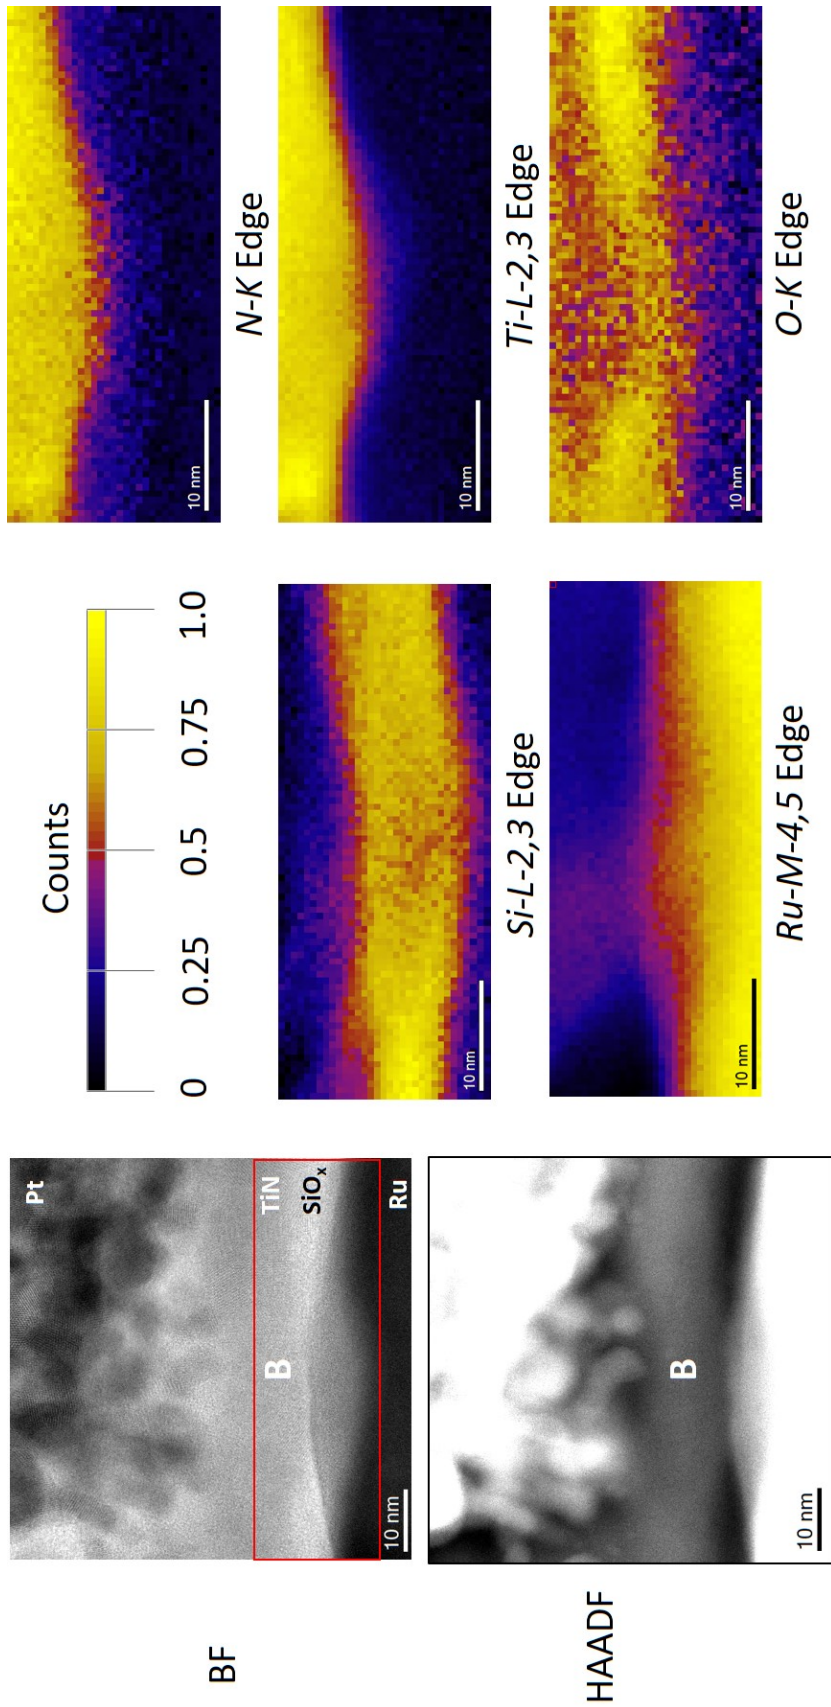 BF
HAADF
Pt
TiN
SiOx
Ru
B
10 nm
B
10 nm
Counts
0 0.25 0.5 0.75 1.0
10 nm
Si-L-2,3 Edge
10 nm
Ru-M-4,5 Edge
10 nm
N-K Edge
10 nm
Ti-L-2,3 Edge
10 nm
O-K Edge